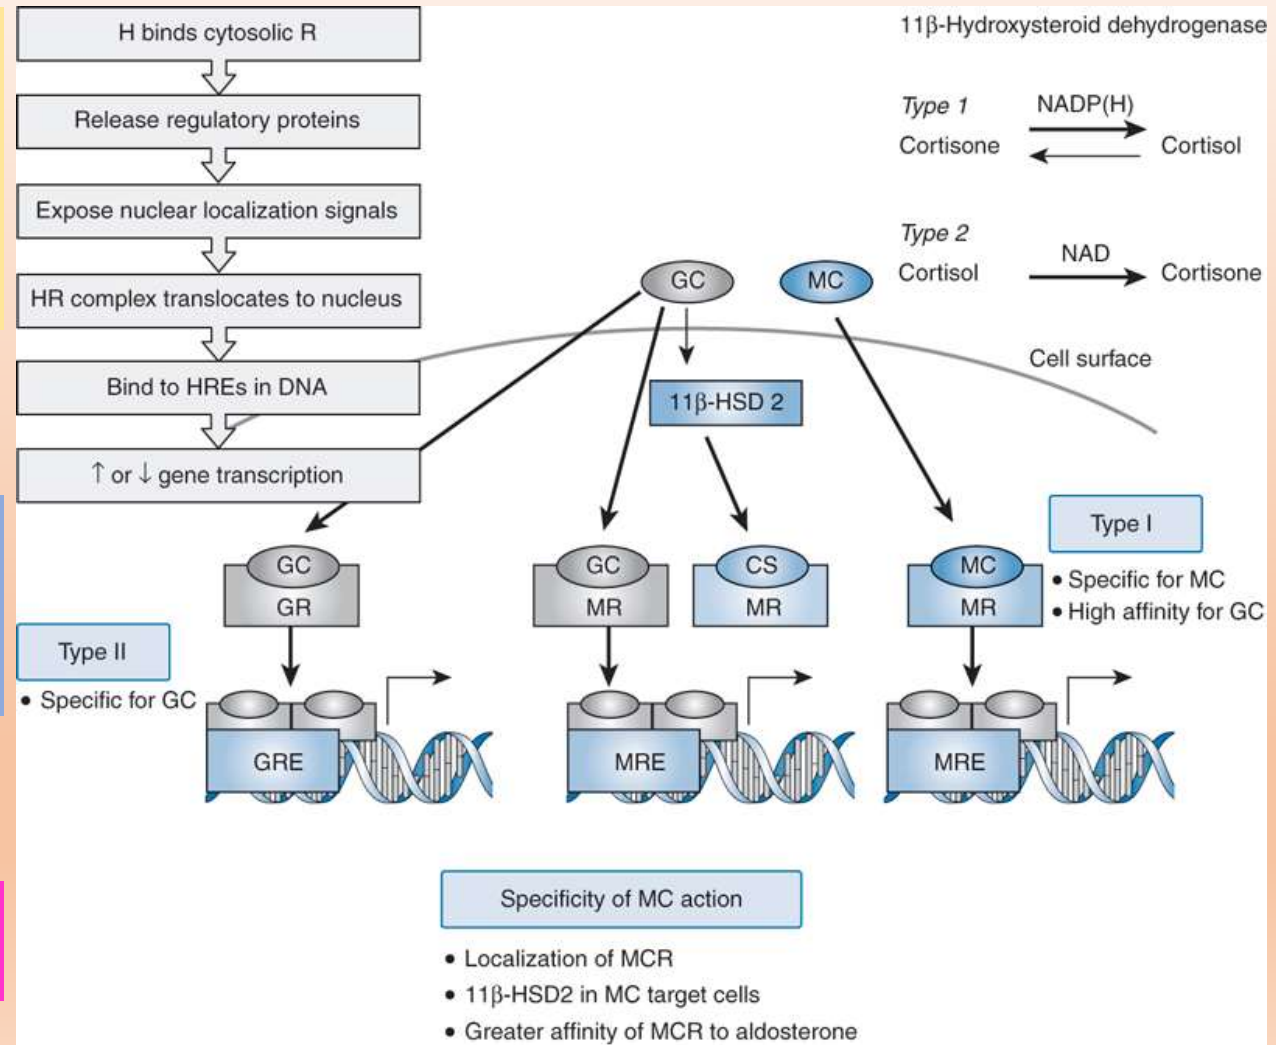 H binds cytosolic R
Release regulatory proteins
Expose nuclear localization signals
HR complex translocates to nucleus
Bind to HREs in DNA
↑ or ↓ gene transcription
11β-Hydroxysteroid dehydrogenase
Type 1
NADP(H)
Cortisone
Cortisol
Type 2
NAD
Cortisol
Cortisone
GC
MC
Cell surface
11β-HSD 2
Type I
• Specific for MC
• High affinity for GC
GC
GR
GC
MR
CS
MR
MC
MR
Type II
• Specific for GC
GRE
MRE
MRE
Specificity of MC action
• Localization of MCR
• 11β-HSD2 in MC target cells
• Greater affinity of MCR to aldosterone